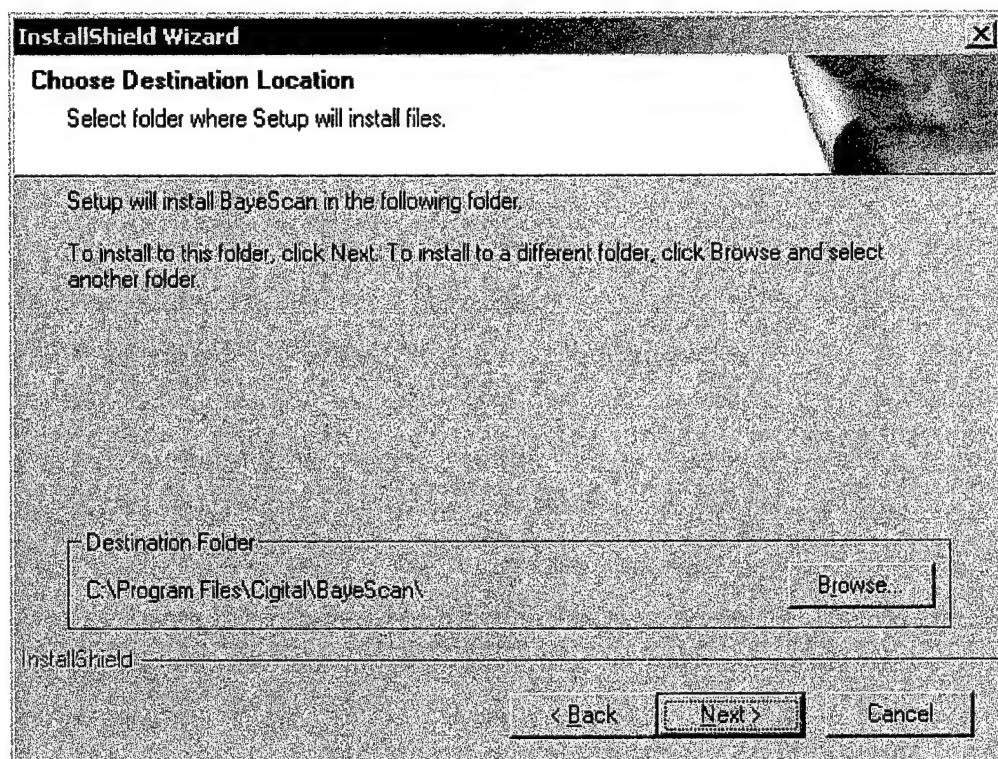 InstallShield Wizard
Choose Destination Location
Select folder where Setup will install files.
Setup will install BayeScan in the following folder.
To install to this folder, click Next. To install to a different folder, click Browse and select
another folder.
Destination Folder
C:\Program Files\Cigital\BayeScan\
Browse...
InstallShield
< Back
Next >
Cancel